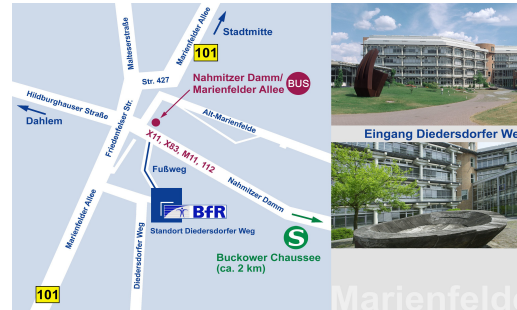 Marienfelder Allee
Stadtmitte
101
Malteserstraße
Str. 427
Nahmitzer Damm/
Marienfelder Allee
BUS
Hildburghauser Straße
Dahlem
Friedenfelser Str.
Alt-Marienfelde
X11, X83, M11, 112
Fußweg
Nahmitzer Damm
BfR
Standort Diedersdorfer Weg
Marienfelder Allee
Diedersdorfer Weg
S
Buckower Chaussee
(ca. 2 km)
101
Eingang Diedersdorfer We
Marienfelde